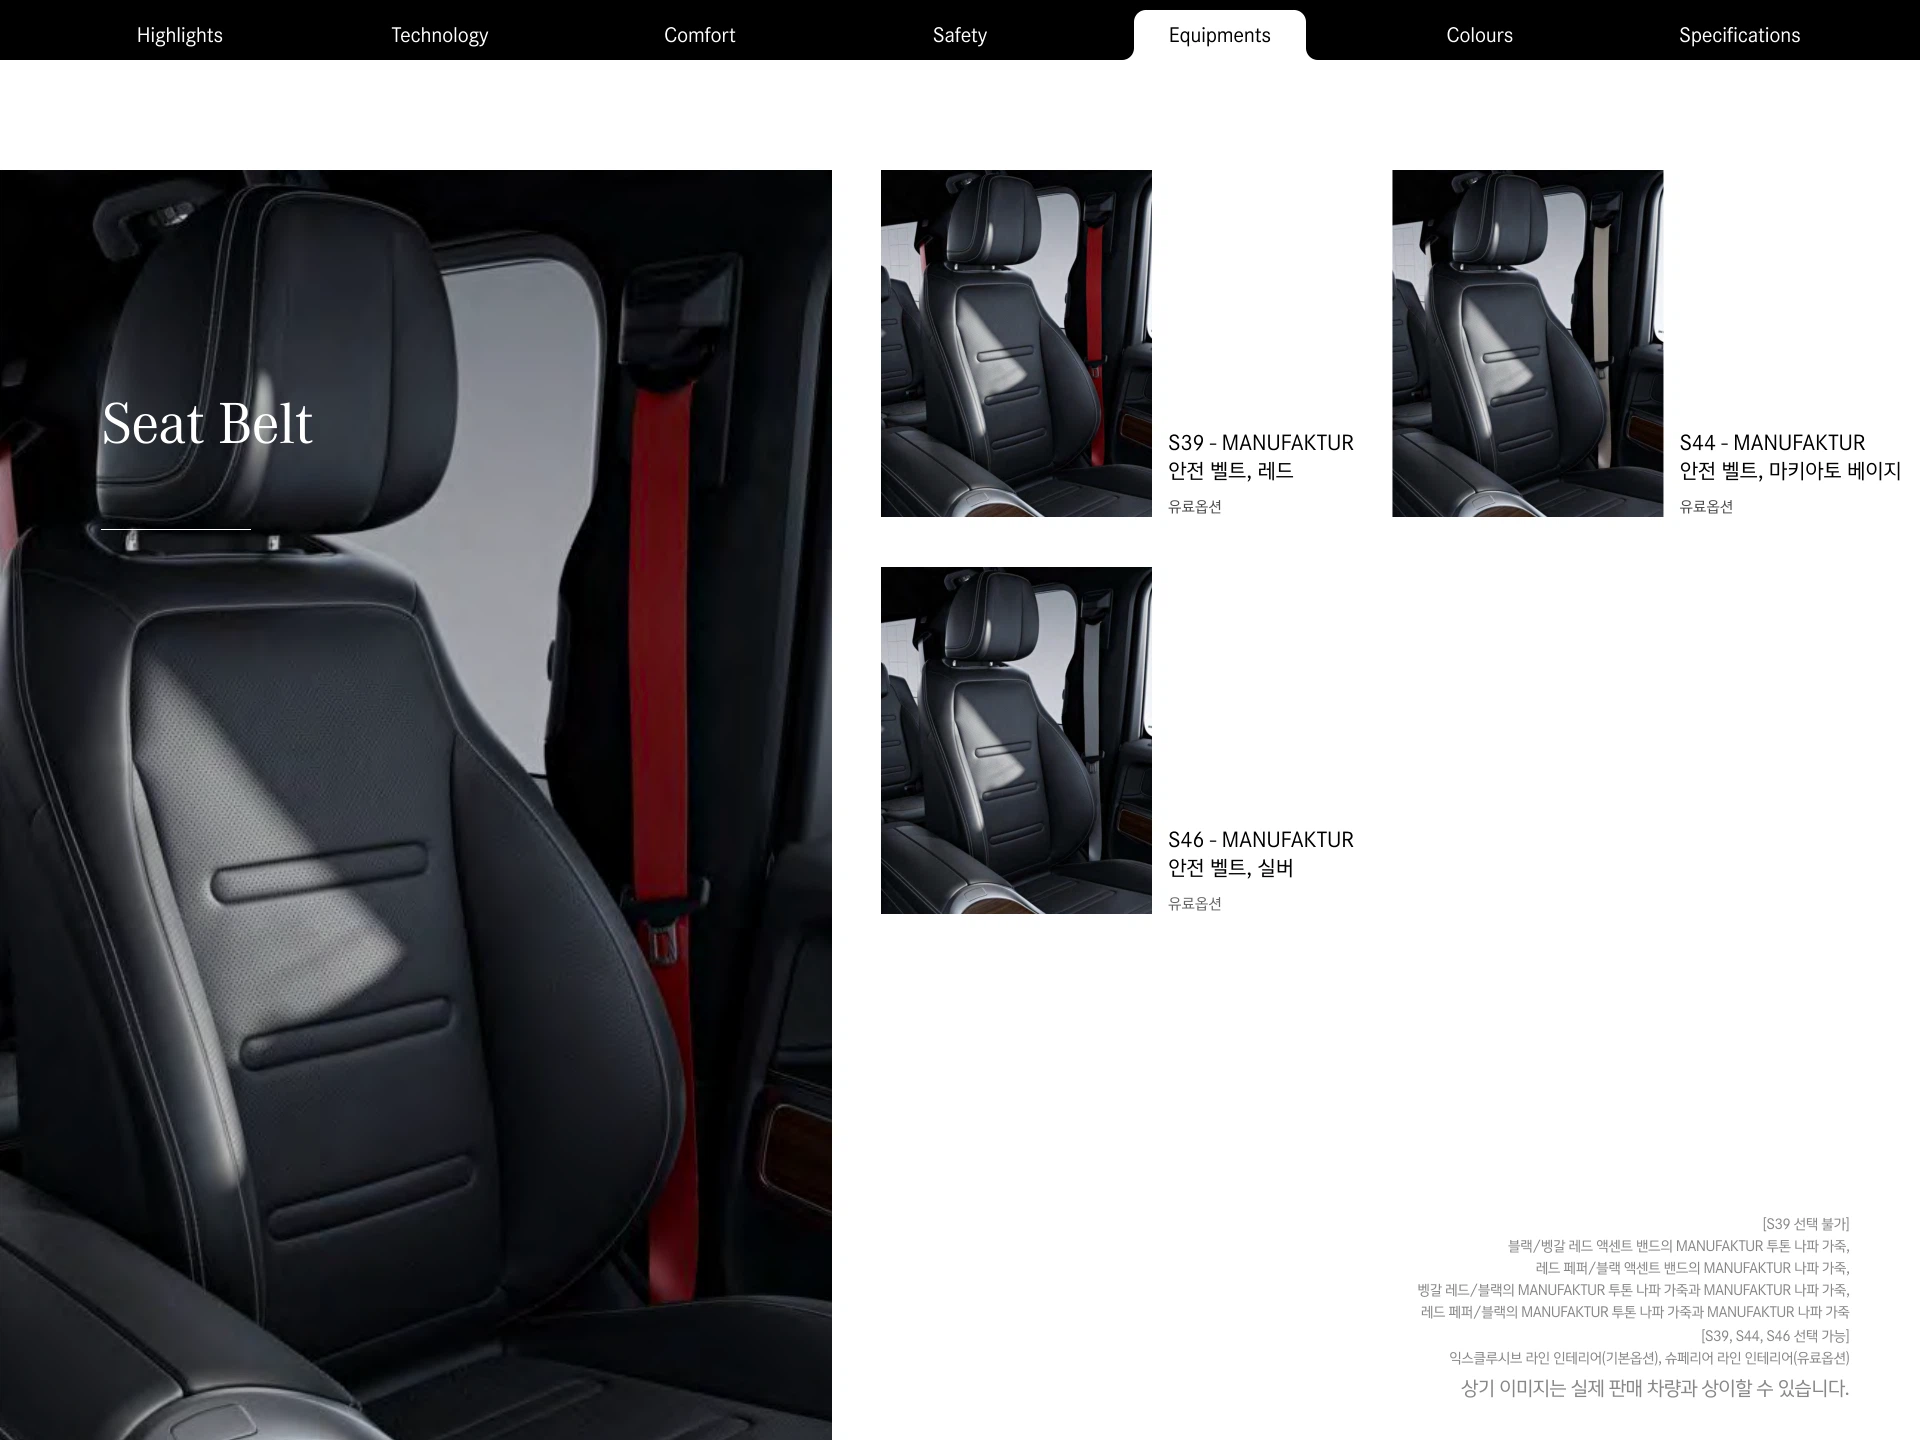 Highlights
Technology
Comfort
Safety
Equipments
Colours
Specifications
Seat Belt
S39 - MANUFAKTUR
안전 벨트, 레드
유료옵션
S44 - MANUFAKTUR
안전 벨트, 마키아토 베이지
유료옵션
S46 - MANUFAKTUR
안전 벨트, 실버
유료옵션
[S39 선택 불가]
블랙/벵갈 레드 액센트 밴드의 MANUFAKTUR 투톤 나파 가죽,
레드 페퍼/블랙 액센트 밴드의 MANUFAKTUR 나파 가죽,
벵갈 레드/블랙의 MANUFAKTUR 투톤 나파 가죽과 MANUFAKTUR 나파 가죽,
레드 페퍼/블랙의 MANUFAKTUR 투톤 나파 가죽과 MANUFAKTUR 나파 가죽
[S39, S44, S46 선택 가능]
익스클루시브 라인 인테리어(기본옵션), 슈페리어 라인 인테리어(유료옵션)
상기 이미지는 실제 판매 차량과 상이할 수 있습니다.